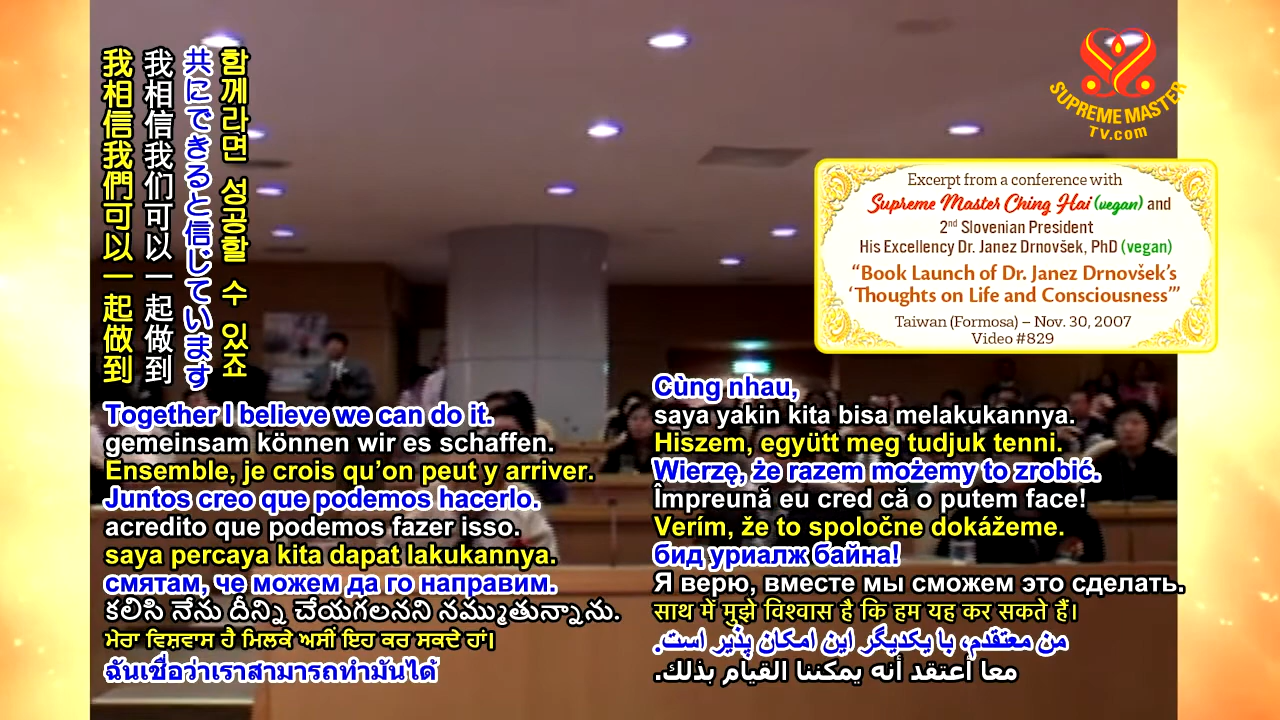 我相信我們可以一起做到
我相信我们可以一起做到
共にできると信じています
함께라면 성공할 수 있죠
Together I believe we can do it.
gemeinsam können wir es schaffen.
Ensemble, je crois qu’on peut y arriver.
Juntos creo que podemos hacerlo.
acredito que podemos fazer isso.
saya percaya kita dapat lakukannya.
смятам, че можем да го направим.
కలిసి నేను దీన్ని చేయగలనని నమ్ముతున్నాను.
ਮੇਰਾ ਵਿਸ਼ਵਾਸ ਹੈ ਮਿਲਕੇ ਅਸੀਂ ਇਹ ਕਰ ਸਕਦੇ ਹਾਂ।
ฉันเชื่อว่าเราสามารถทำมันได้
Cùng nhau,
saya yakin kita bisa melakukannya.
Hiszem, együtt meg tudjuk tenni.
Wierzę, że razem możemy to zrobić.
Împreună eu cred că o putem face!
Verím, že to spoločne dokážeme.
бид уриалж байна!
Я верю, вместе мы сможем это сделать.
साथ में मुझे विश्वास है कि हम यह कर सकते हैं।
من معتقدم، با یکدیگر این امکان پذیر است.
معا أعتقد أنه يمكننا القيام بذلك.
SUPREME MASTER
TV.com
Excerpt from a conference with
Supreme Master Ching Hai (vegan) and
2nd Slovenian President
His Excellency Dr. Janez Drnovšek, PhD (vegan)
“Book Launch of Dr. Janez Drnovšek’s
‘Thoughts on Life and Consciousness’”
Taiwan (Formosa) – Nov. 30, 2007
Video #829